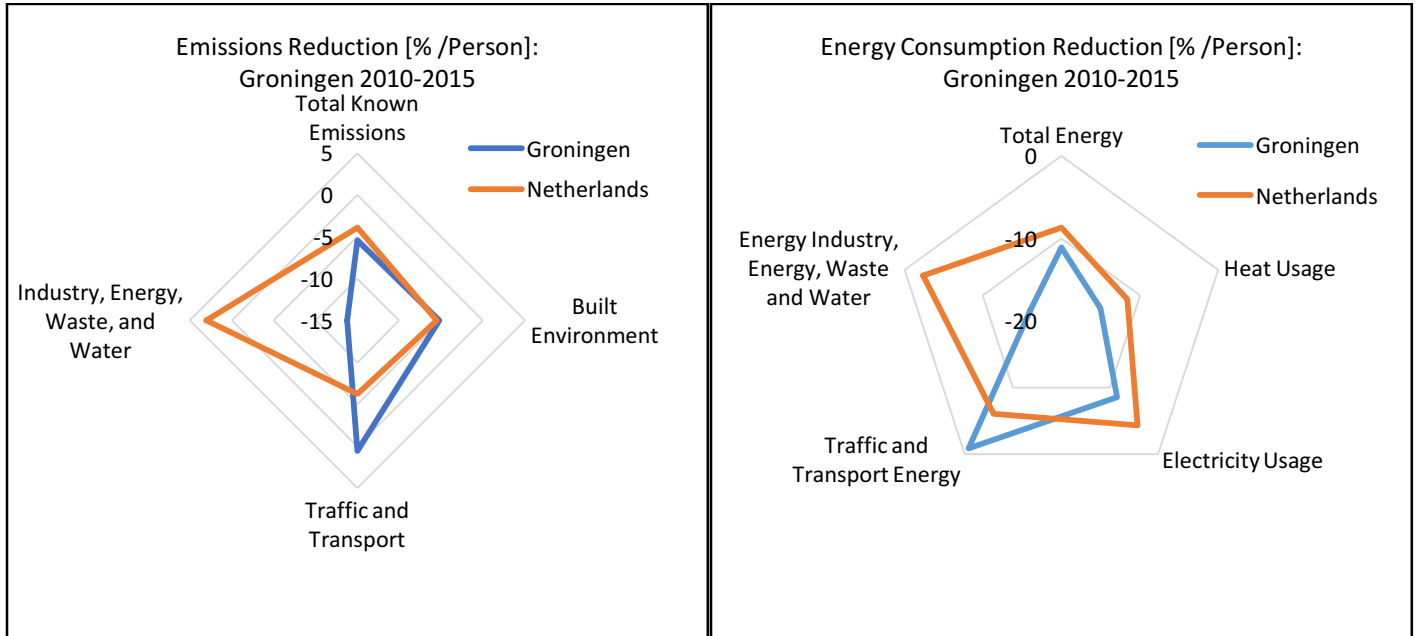 Emissions Reduction [% /Person]:
Groningen 2010-2015
Total Known
Emissions
5
0
-5
-10
-15
Groningen
Netherlands
Industry, Energy,
Waste, and
Water
Built
Environment
Traffic and
Transport
Energy Consumption Reduction [% /Person]:
Groningen 2010-2015
Total Energy
0
-10
-20
Groningen
Netherlands
Energy Industry,
Energy, Waste
and Water
Heat Usage
Traffic and
Transport Energy
Electricity Usage